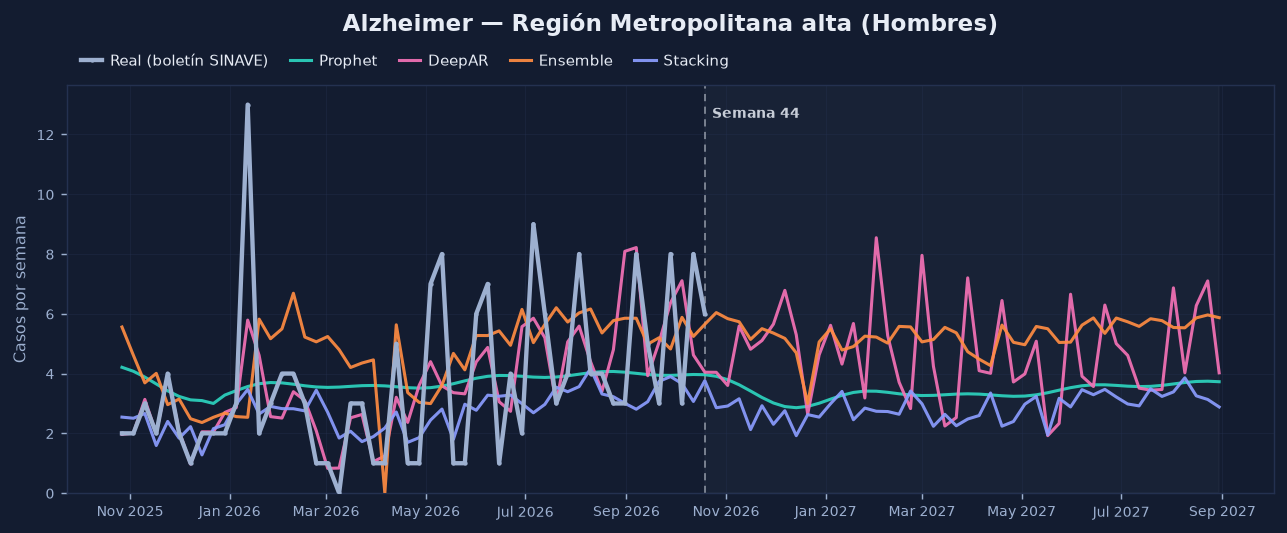 Alzheimer — Región Metropolitana alta (Hombres)
Real (boletín SINAVE) Prophet DeepAR Ensemble Stacking
Semana 44
Casos por semana
12
10
8
6
4
2
0
Nov 2025 Jan 2026 Mar 2026 May 2026 Jul 2026 Sep 2026 Nov 2026 Jan 2027 Mar 2027 May 2027 Jul 2027 Sep 2027